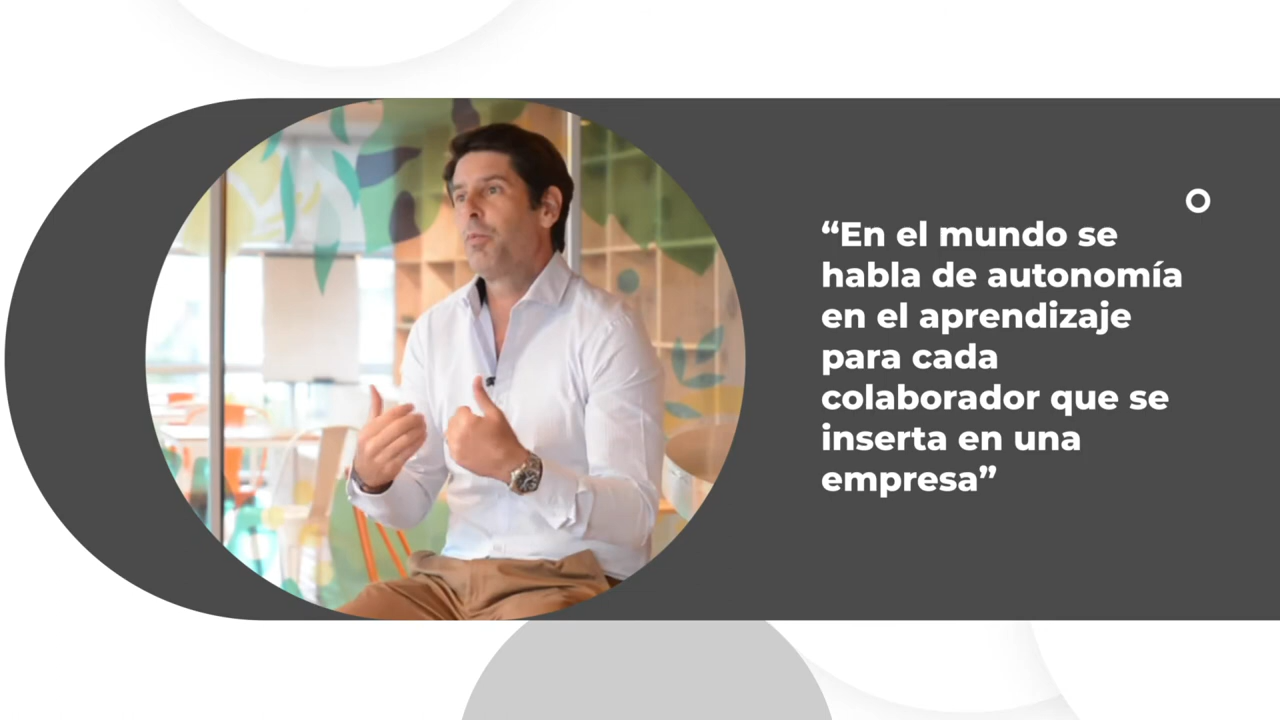 “En el mundo se
habla de autonomía
en el aprendizaje
para cada
colaborador que se
inserta en una
empresa”